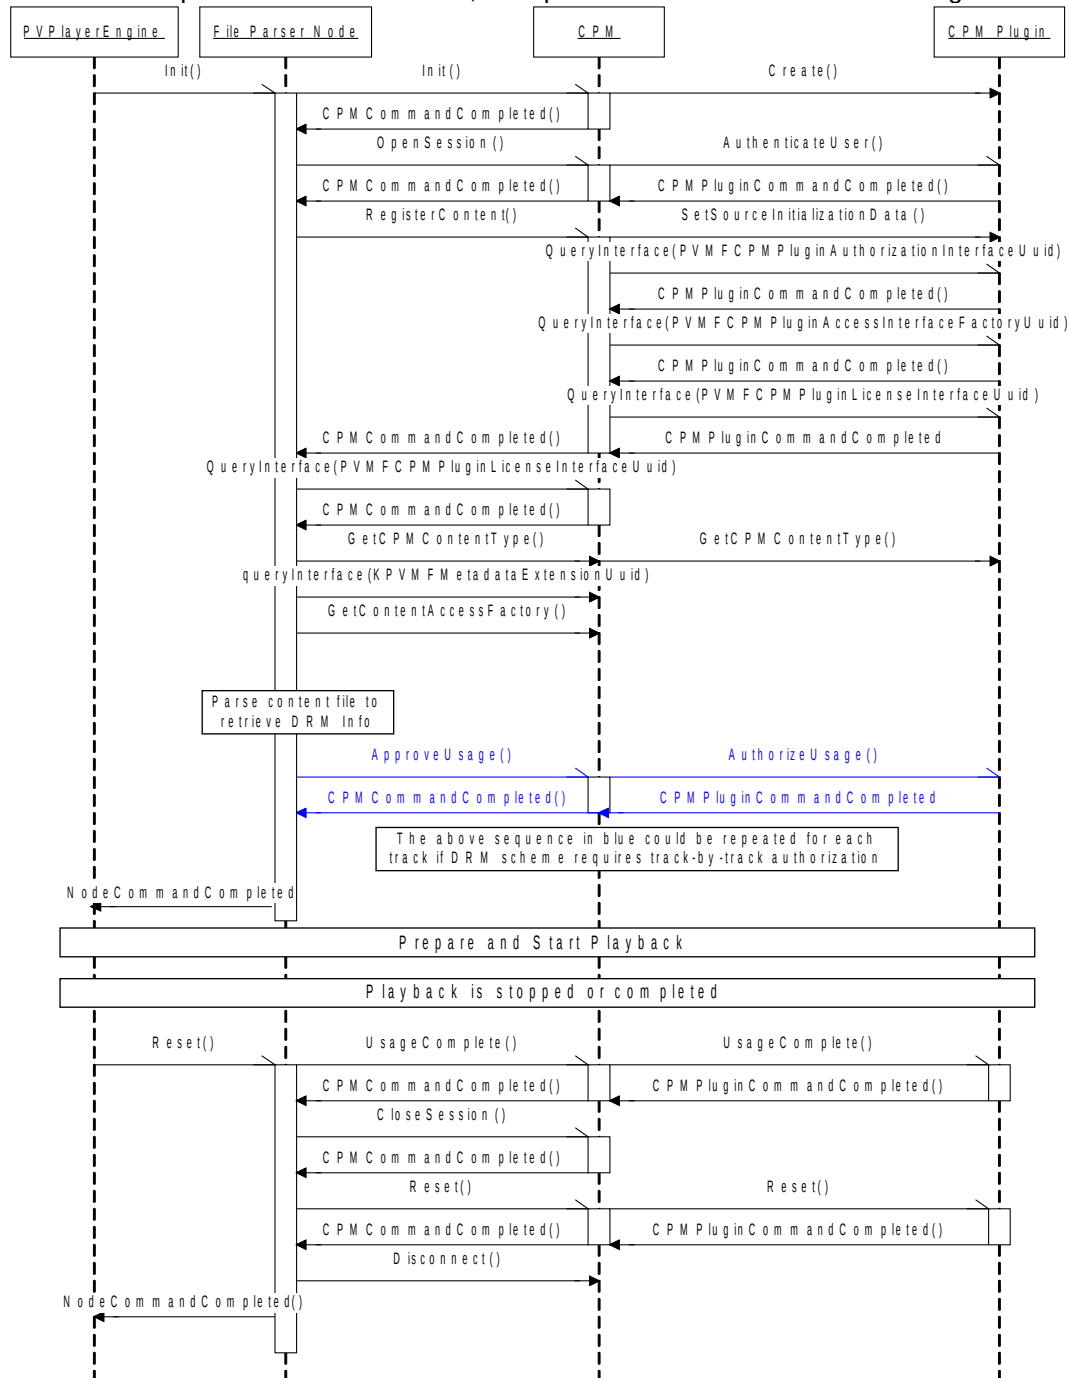 PVPlayerEngine File Parser Node CPM CPM Plugin
Init() Init() Create()
CPMCommandCompleted()
OpenSession() AuthenticateUser()
CPMCommandCompleted() CPMPluginCommandCompleted()
RegisterContent() SetSourceInitializationData()
QueryInterface(PVMFCPMPluginAuthorizationInterfaceUuid)
CPMPluginCommandCompleted()
QueryInterface(PVMFCPMPluginAccessInterfaceFactoryUuid)
CPMPluginCommandCompleted()
QueryInterface(PVMFCPMPluginLicenseInterfaceUuid)
CPMCommandCompleted() CPMPluginCommandCompleted
QueryInterface(PVMFCPMPluginLicenseInterfaceUuid)
CPMCommandCompleted()
GetCPMContentType() GetCPMContentType()
queryInterface(KPVMFMetadataExtensionUuid)
GetContentAccessFactory()
Parse content file to
retrieve DRM Info
ApproveUsage() AuthorizeUsage()
CPMCommandCompleted() CPMPluginCommandCompleted
The above sequence in blue could be repeated for each
track if DRM scheme requires track-by-track authorization
NodeCommandCompleted
Prepare and Start Playback
Playback is stopped or completed
Reset() UsageComplete() UsageComplete()
CPMCommandCompleted() CPMPluginCommandCompleted()
CloseSession()
CPMCommandCompleted()
Reset() Reset()
CPMCommandCompleted() CPMPluginCommandCompleted()
Disconnect()
NodeCommandCompleted()